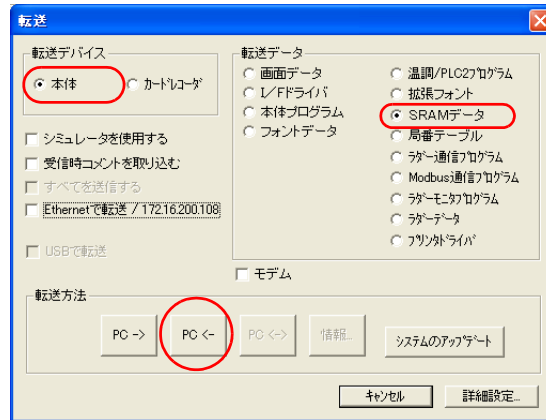 転送
転送デバイス
本体
カードレコーダ
シミュレータを使用する
受信時コメントを取り込む
すべてを送信する
Ethernetで転送 / 172.16.200.108
USBで転送
転送データ
画面データ
I/Fドライバ
本体プログラム
フォントデータ
温調/PLC2プログラム
拡張フォント
SRAMデータ
局番テーブル
ラダー通信プログラム
Modbus通信プログラム
ラダーモニタプログラム
ラダーデータ
プリンタドライバ
モデム
転送方法
PC ->
PC <-
PC <->
情報...
システムのアップデート
キャンセル
詳細設定...